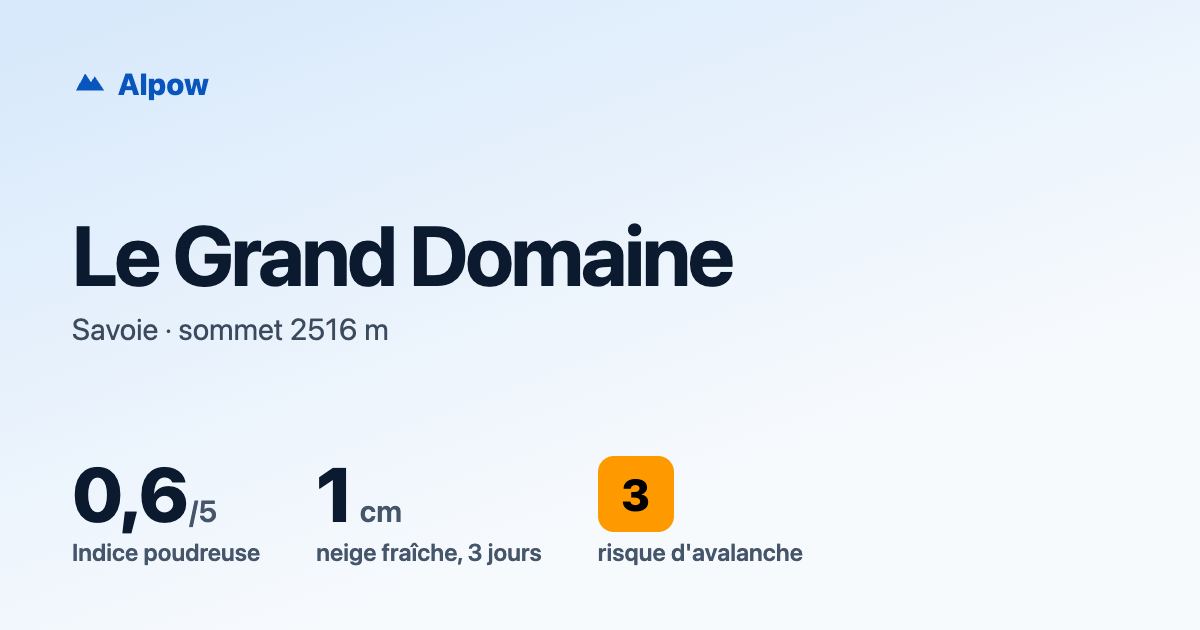 Alpow
Le Grand Domaine
Savoie · sommet 2516 m
0,6/5
Indice poudreuse
1 cm
neige fraîche, 3 jours
3
risque d'avalanche